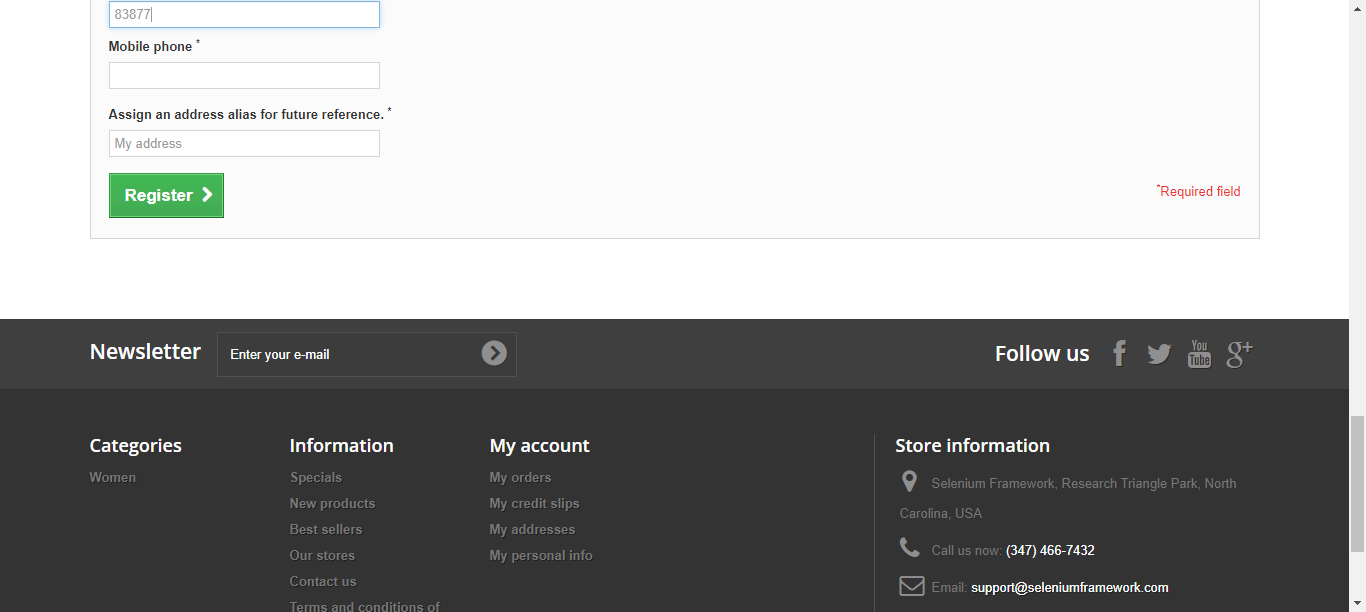 83877
Mobile phone *
Assign an address alias for future reference. *
My address
Register
*Required field
Newsletter
Enter your e-mail
Follow us
You Tube
g+
Categories
Women
Information
Specials
New products
Best sellers
Our stores
Contact us
Terms and conditions of
My account
My orders
My credit slips
My addresses
My personal info
Store information
Selenium Framework, Research Triangle Park, North
Carolina, USA
Call us now: (347) 466-7432
Email: support@seleniumframework.com